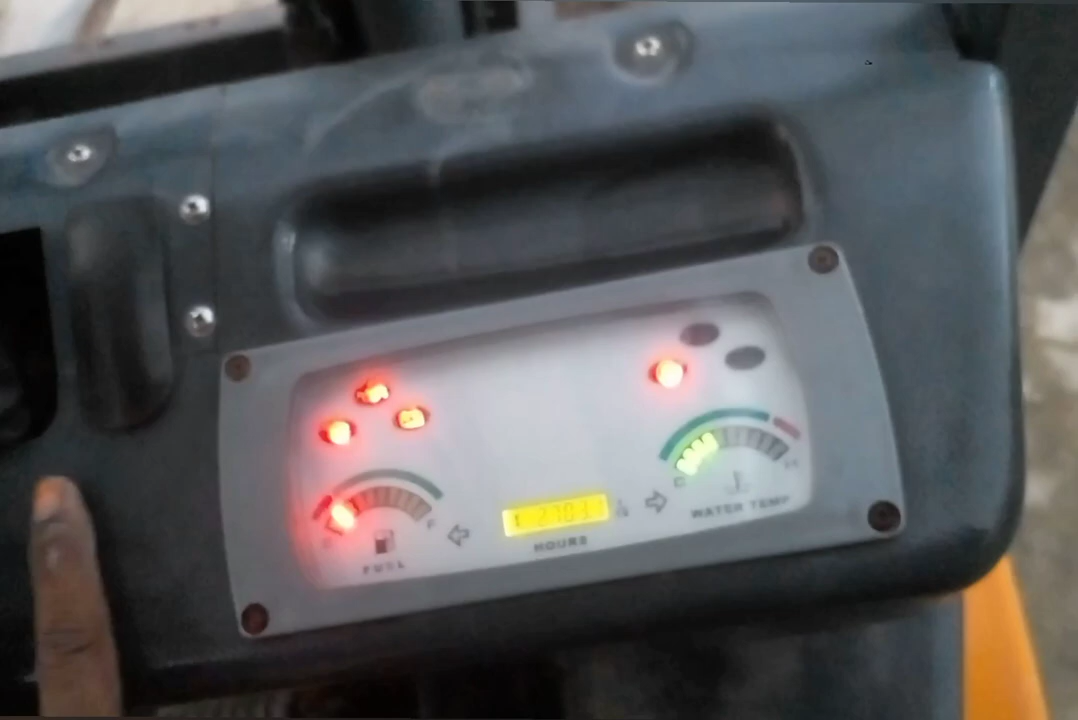 F
C
H
FUEL
HOURS
WATER TEMP